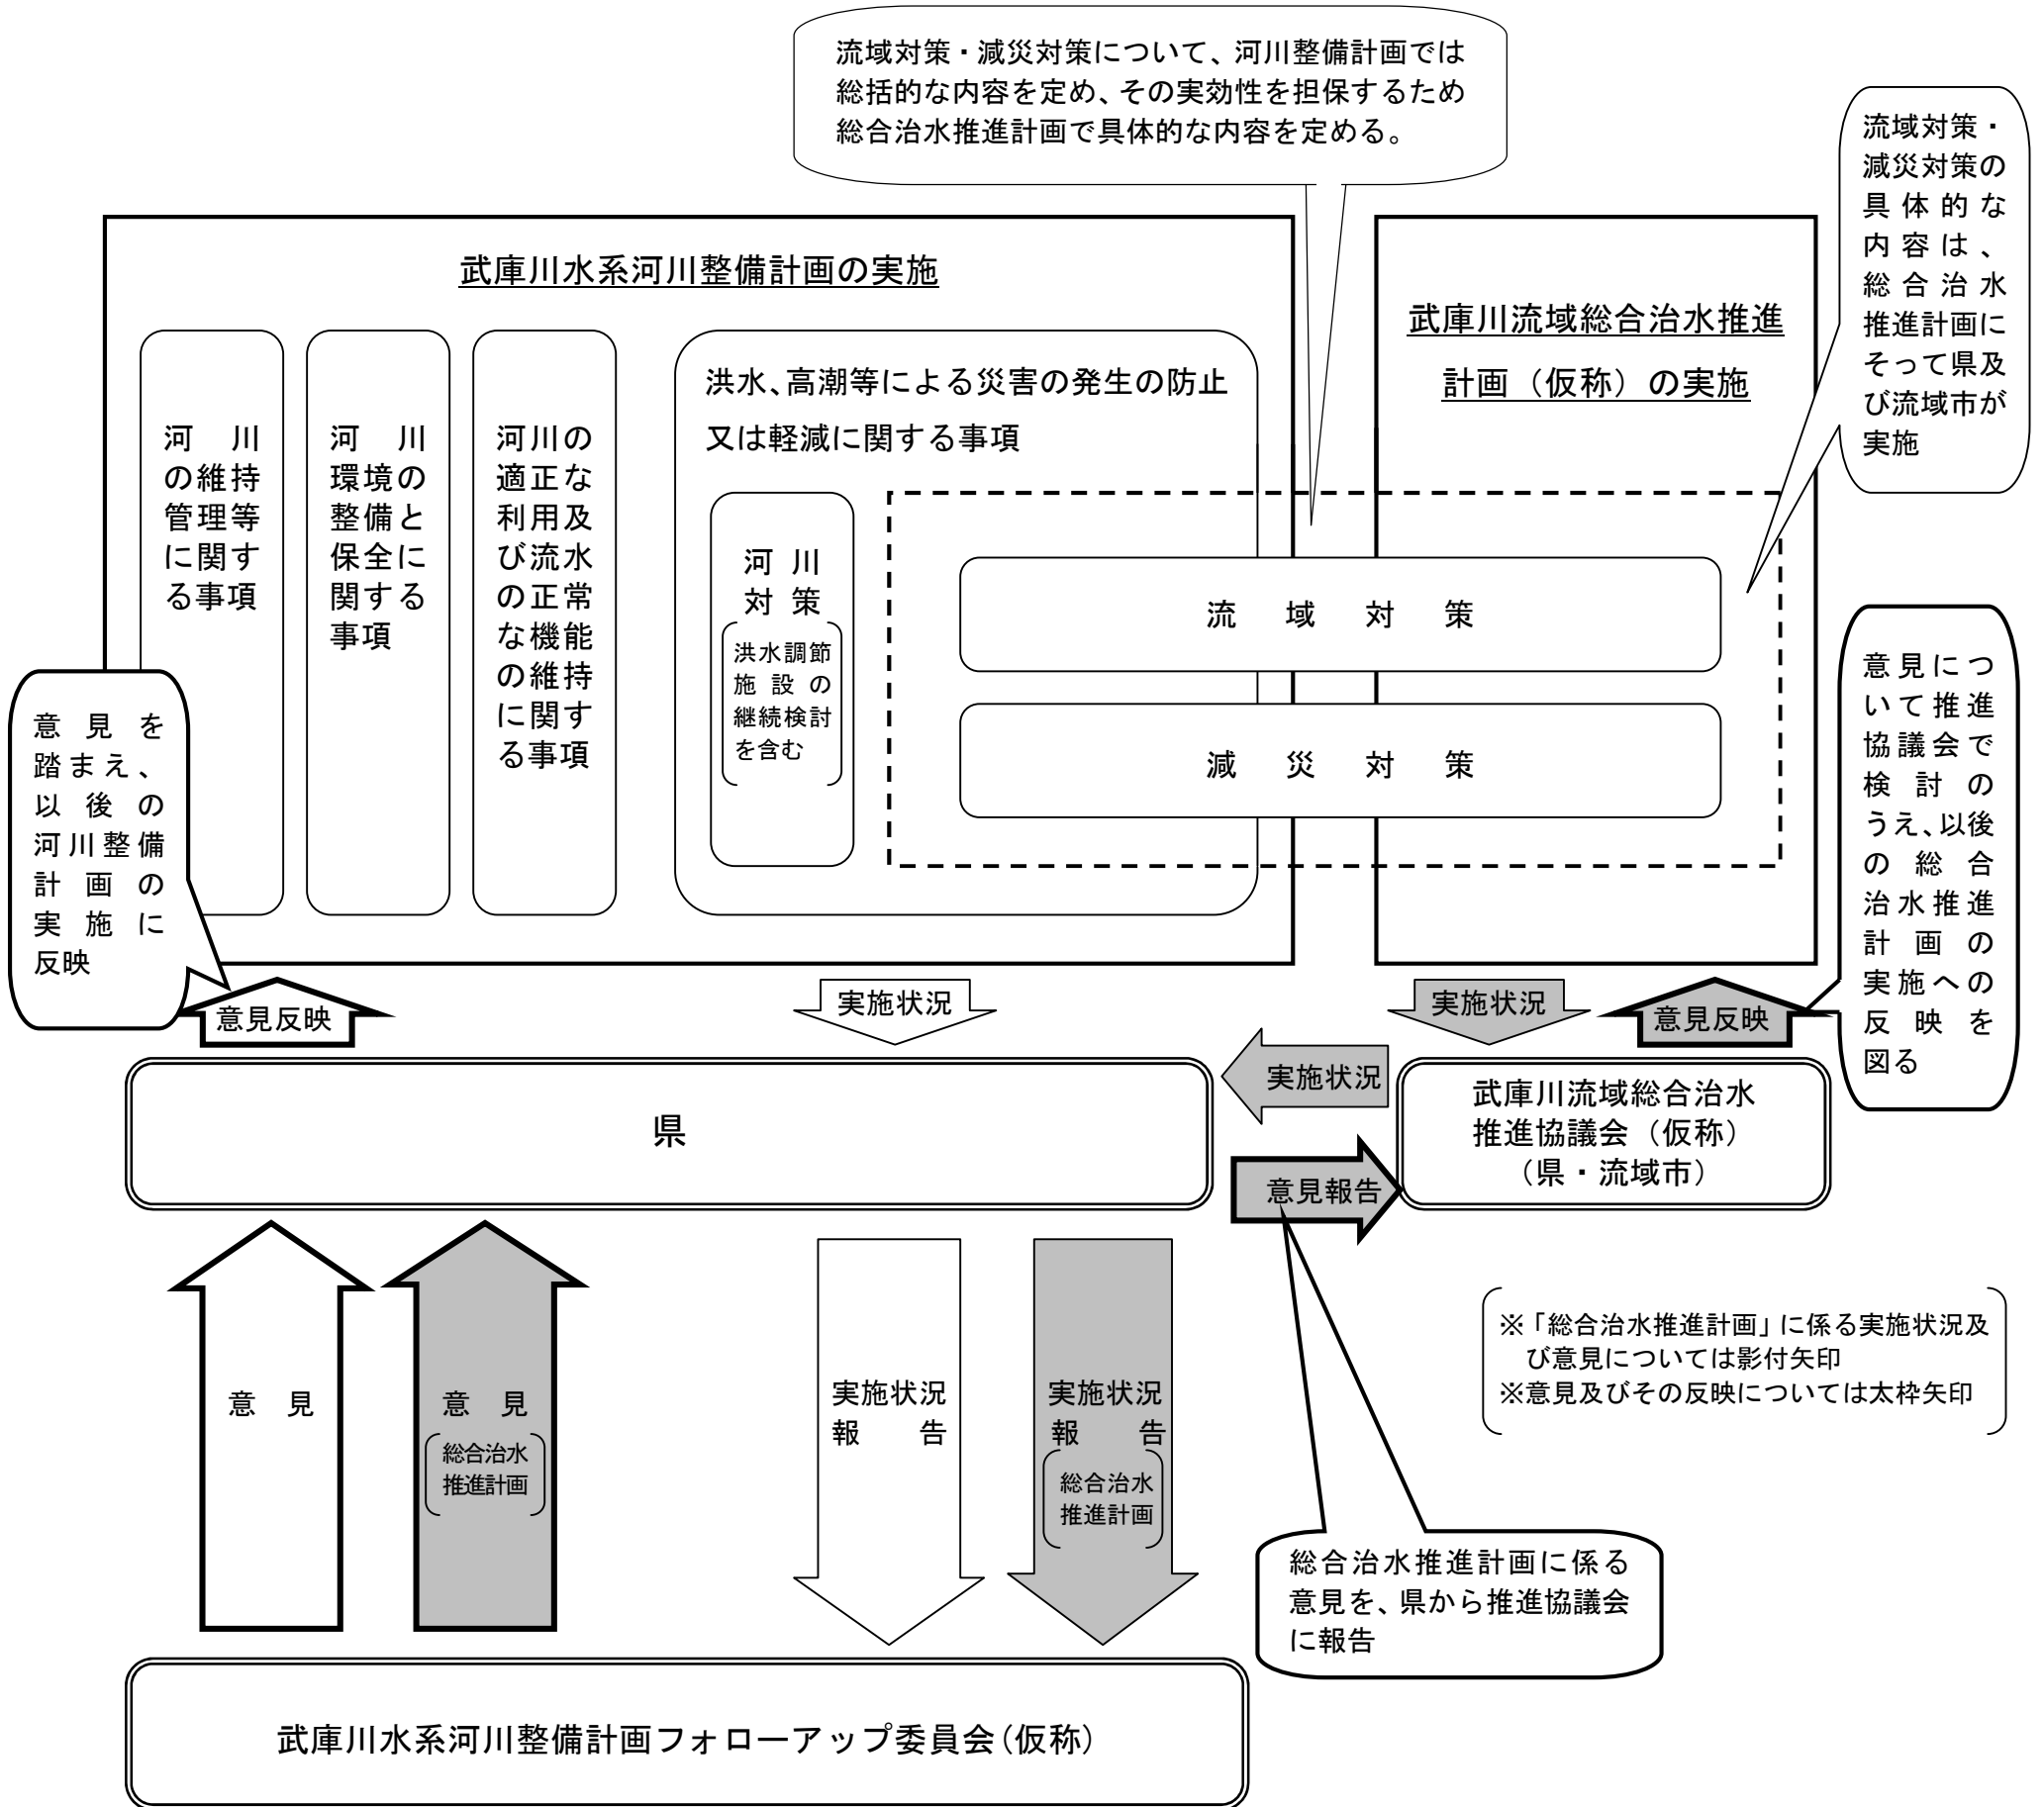 流域対策・減災対策について、河川整備計画では
総括的な内容を定め、その実効性を担保するため
総合治水推進計画で具体的な内容を定める。
流域対策・
減災対策の
具体的な
内容は、
総合治水
推進計画に
そって県及
び流域市が
実施
武庫川水系河川整備計画の実施
武庫川流域総合治水推進
計画（仮称）の実施
河川
の維持
管理等
に関す
る事項
河川
環境の
整備と
保全に
関する
事項
河川の
適正な
利用及
び流水
の正常
な機能
の維持
に関す
る事項
洪水、高潮等による災害の発生の防止
又は軽減に関する事項
河川
対策
洪水調節
施設の
継続検討
を含む
流域対策
減災対策
意見を
踏まえ、
以後の
河川整備
計画の
実施に
反映
意見につ
いて推進
協議会で
検討の
うえ、以後
の総合
治水推進
計画の
実施への
反映を
図る
意見反映
実施状況
実施状況
意見反映
実施状況
県
武庫川流域総合治水
推進協議会（仮称）
（県・流域市）
意見報告
※「総合治水推進計画」に係る実施状況及
び意見については影付矢印
※意見及びその反映については太枠矢印
意見
意見
総合治水
推進計画
実施状況
報告
実施状況
報告
総合治水
推進計画
総合治水推進計画に係る
意見を、県から推進協議会
に報告
武庫川水系河川整備計画フォローアップ委員会(仮称)